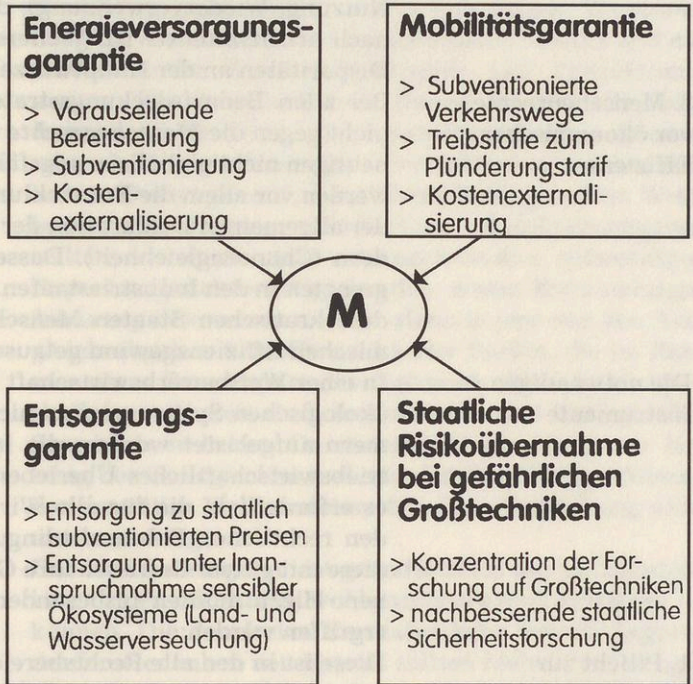 Energieversorgungs-
garantie
Vorauseilende
Bereitstellung
> Subventionierung
> Kosten-
externalisierung
Mobilitätsgarantie
> Subventionierte
Verkehrswege
> Treibstoffe zum
Plünderungstarif
> Kostenexternali-
sierung
M
Entsorgungs-
garantie
> Entsorgung zu staatlich
subventionierten Preisen
> Entsorgung unter Inan-
spruchnahme sensibler
Ökosysteme (Luft- und
Wasserverseuchung)
Staatliche
Risikoübernahme
bei gefährlichen
Großtechniken
> Konzentration der For-
schung auf Großtechniken
> nachbessernde staatliche
Sicherheitsforschung